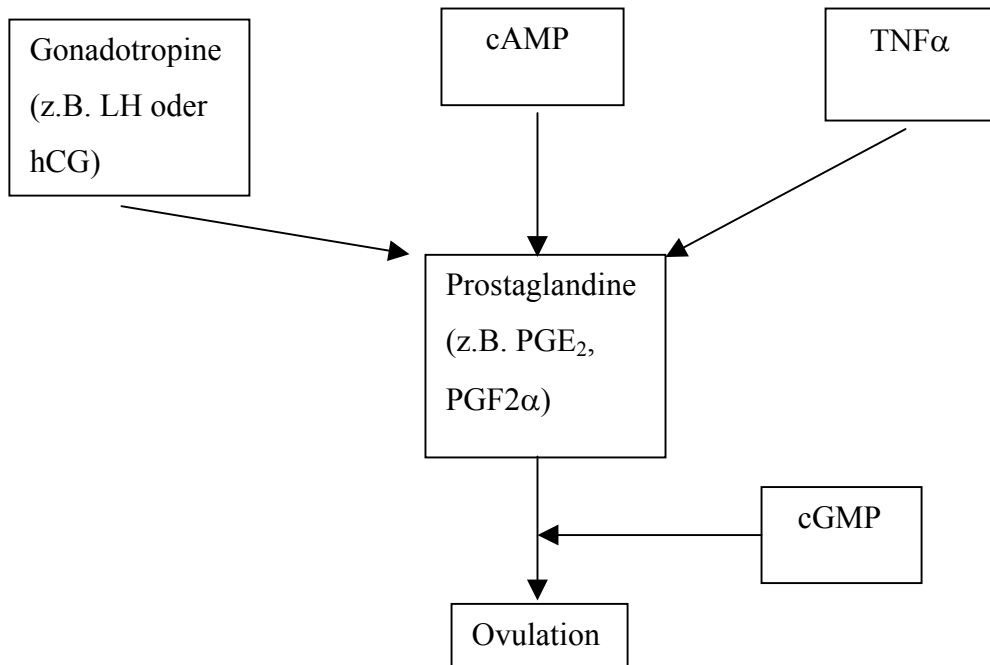 Gonadotropine
(z.B. LH oder
hCG)
cAMP
TNFα
Prostaglandine
(z.B. PGE₂,
PGF2α)
cGMP
Ovulation